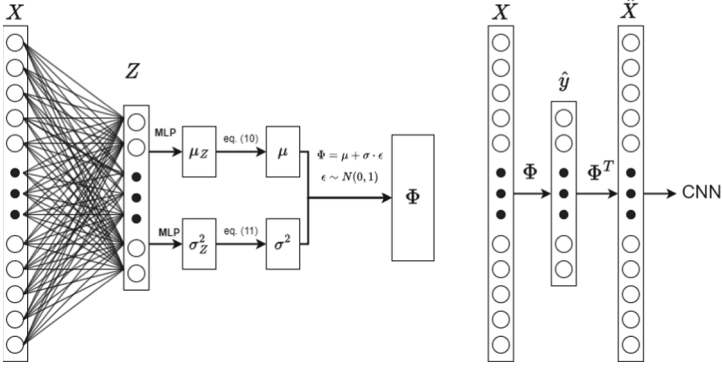 X
Z
MLP
μ_Z
eq. (10)
μ
Φ = μ + σ · ϵ
ϵ ∼ N(0, 1)
Φ
MLP
σ²_Z
eq. (11)
σ²
X
ŷ
Ẍ
Φ
Φ^T
CNN